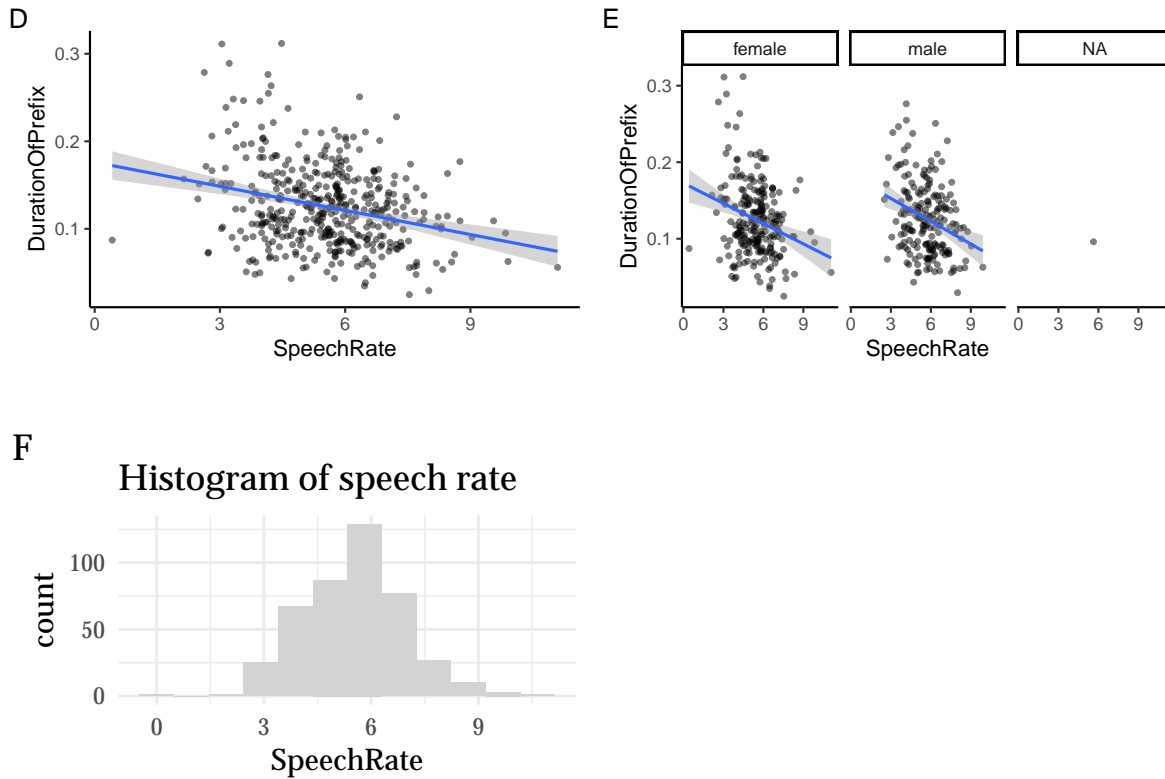 D
DurationOfPrefix
0.3
0.2
0.1
0 3 6 9
SpeechRate
E
female male NA
DurationOfPrefix
0.3
0.2
0.1
0 3 6 9 0 3 6 9 0 3 6 9
SpeechRate
F
Histogram of speech rate
count
100
50
0
0 3 6 9
SpeechRate